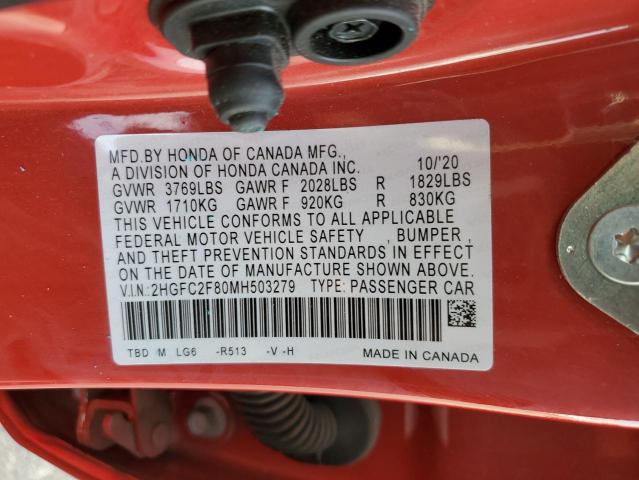 MFD.BY HONDA OF CANADA MFG., 10/'20
A DIVISION OF HONDA CANADA INC.
GVWR 3769LBS GAWR F 2028LBS R 1829LBS
GVWR 1710KG GAWR F 920KG R 830KG
THIS VEHICLE CONFORMS TO ALL APPLICABLE
FEDERAL MOTOR VEHICLE SAFETY , BUMPER ,
AND THEFT PREVENTION STANDARDS IN EFFECT
ON THE DATE OF MANUFACTURE SHOWN ABOVE.
V.I.N:2HGFC2F80MH503279 TYPE: PASSENGER CAR
TBD M LG6 -R513 -V -H MADE IN CANADA